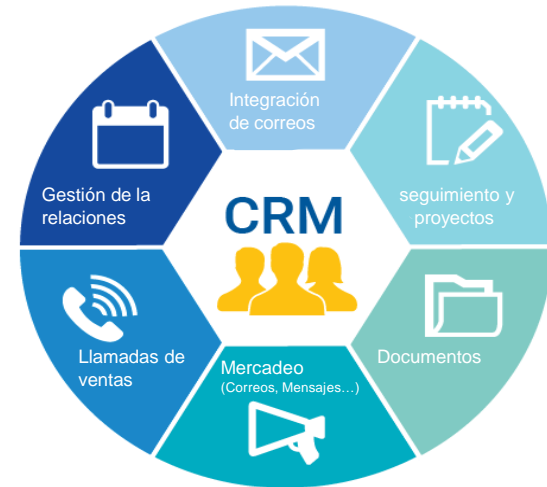 Integración
de correos
seguimiento y
proyectos
Documentos
Mercadeo
(Correos, Mensajes…)
Llamadas de
ventas
Gestión de la
relaciones
CRM